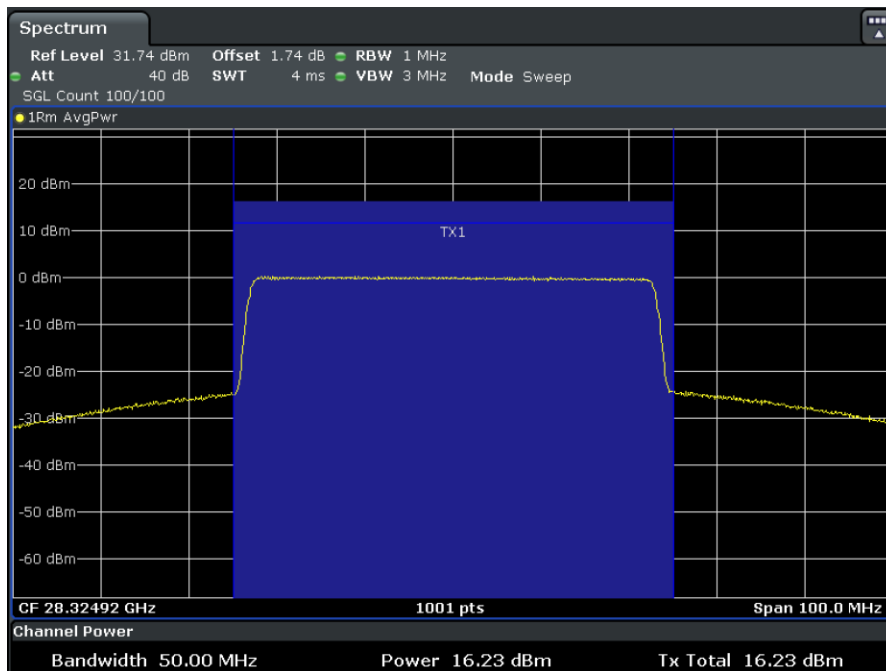 Spectrum
Ref Level 31.74 dBm Offset 1.74 dB RBW 1 MHz
Att 40 dB SWT 4 ms VBW 3 MHz Mode Sweep
SGL Count 100/100
1Rm AvgPwr
20 dBm
TX1
10 dBm
0 dBm
-10 dBm
-20 dBm
-30 dBm
-40 dBm
-50 dBm
-60 dBm
CF 28.32492 GHz 1001 pts Span 100.0 MHz
Channel Power
Bandwidth 50.00 MHz Power 16.23 dBm Tx Total 16.23 dBm